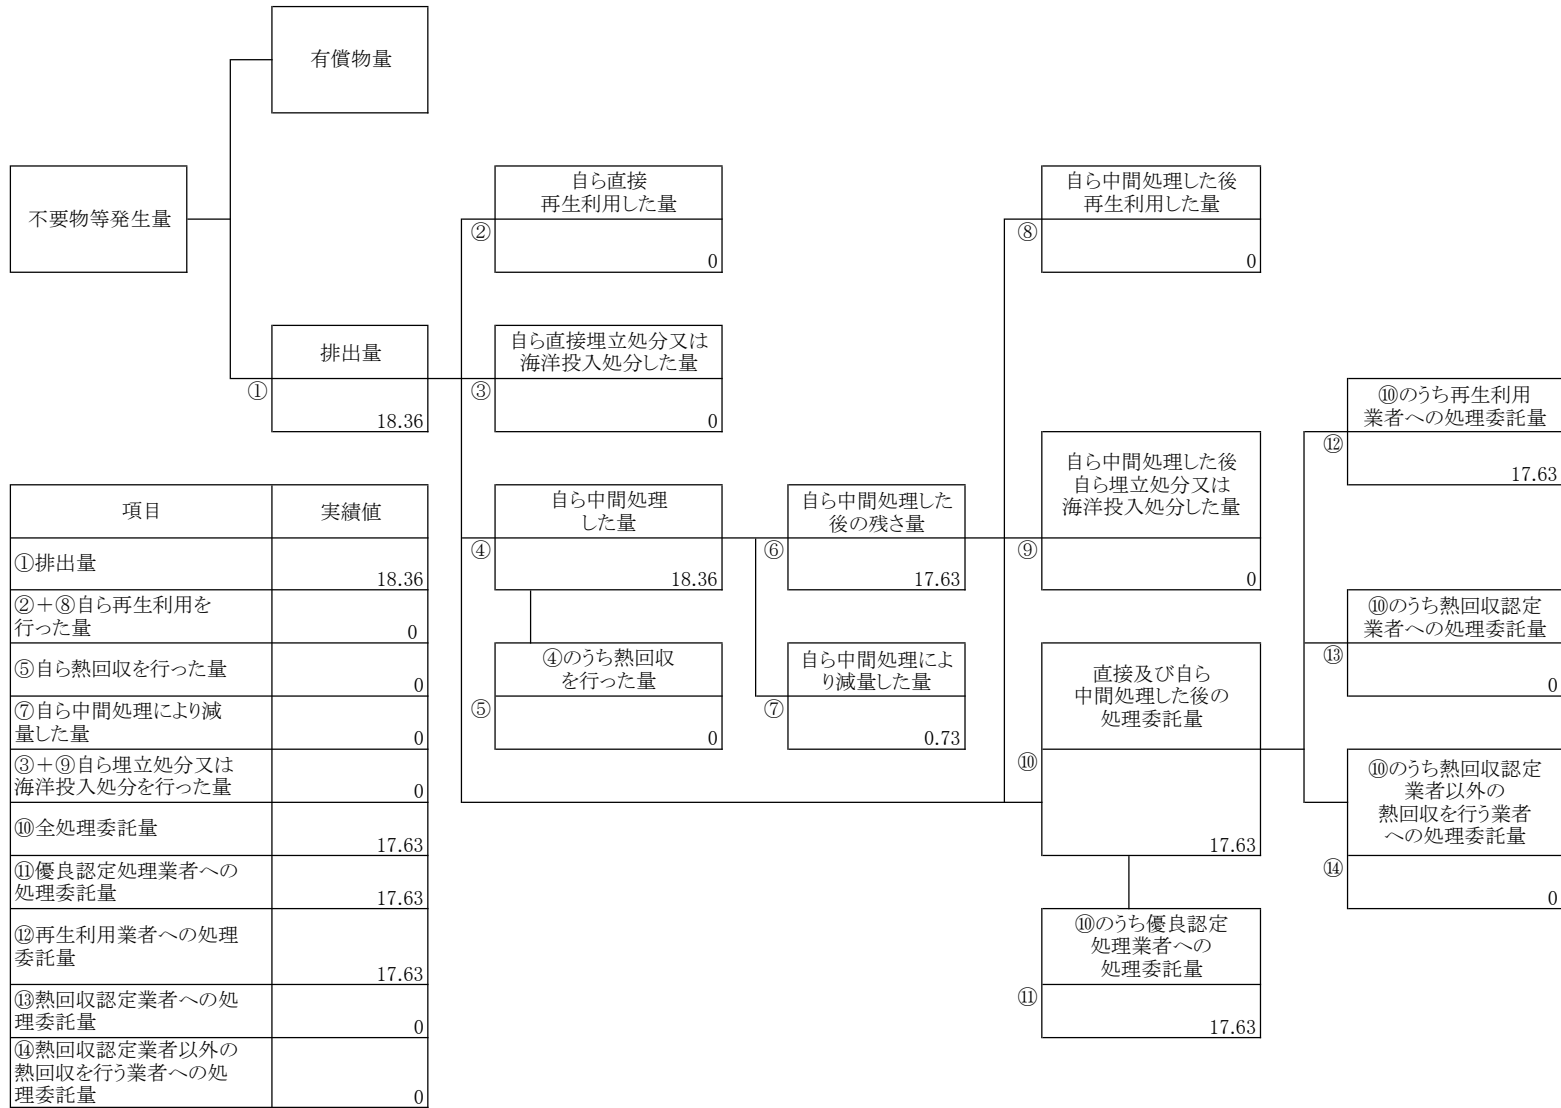 有償物量
不要物等発生量
自ら直接
再生利用した量
②
0
自ら中間処理した後
再生利用した量
⑧
0
排出量
①
18.36
自ら直接埋立処分又は
海洋投入処分した量
③
0
⑩のうち再生利用
業者への処理委託量
⑫
17.63
自ら中間処理
した量
④
18.36
自ら中間処理した
後の残さ量
⑥
17.63
自ら中間処理した後
自ら埋立処分又は
海洋投入処分した量
⑨
0
⑩のうち熱回収認定
業者への処理委託量
⑬
0
④のうち熱回収
を行った量
⑤
0
自ら中間処理によ
り減量した量
⑦
0.73
直接及び自ら
中間処理した後の
処理委託量
⑩
17.63
⑩のうち熱回収認定
業者以外の
熱回収を行う業者
への処理委託量
⑭
0
⑩のうち優良認定
処理業者への
処理委託量
⑪
17.63
項目
実績値
①排出量
18.36
②+⑧自ら再生利用を
行った量
0
⑤自ら熱回収を行った量
0
⑦自ら中間処理により減
量した量
0
③+⑨自ら埋立処分又は
海洋投入処分を行った量
0
⑩全処理委託量
17.63
⑪優良認定処理業者への
処理委託量
17.63
⑫再生利用業者への処理
委託量
17.63
⑬熱回収認定業者への処
理委託量
0
⑭熱回収認定業者以外の
熱回収を行う業者への処
理委託量
0